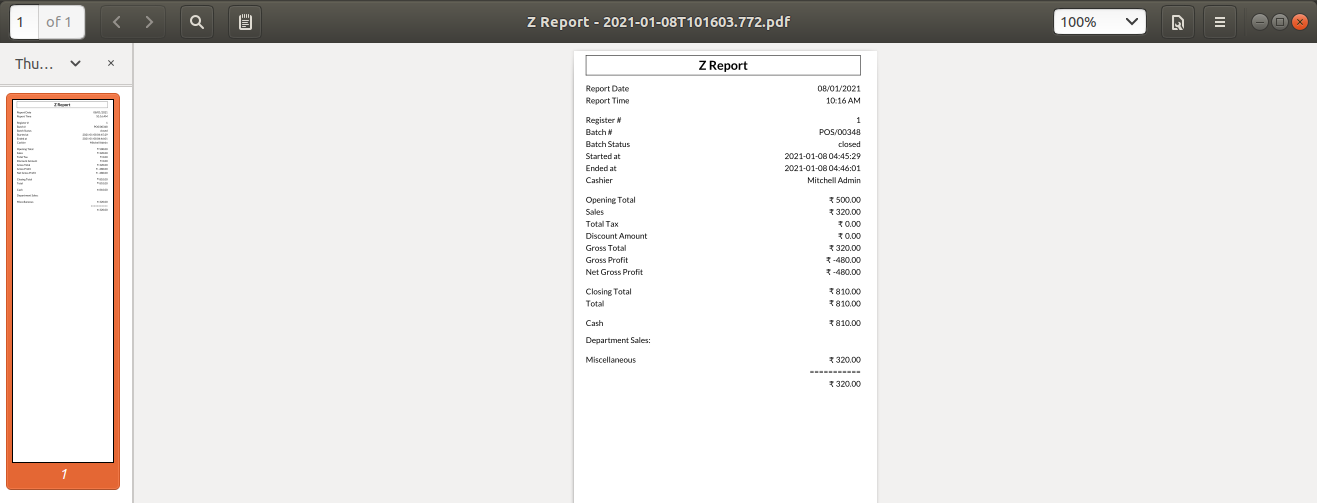 1 of 1
Z Report - 2021-01-08T101603.772.pdf
100%
Thu...
1
Z Report
Report Date 08/01/2021
Report Time 10:16 AM
Register # 1
Batch # POS/00348
Batch Status closed
Started at 2021-01-08 04:45:29
Ended at 2021-01-08 04:46:01
Cashier Mitchell Admin
Opening Total ₹ 500.00
Sales ₹ 320.00
Total Tax ₹ 0.00
Discount Amount ₹ 0.00
Gross Total ₹ 320.00
Gross Profit ₹ -480.00
Net Gross Profit ₹ -480.00
Closing Total ₹ 810.00
Total ₹ 810.00
Cash ₹ 810.00
Department Sales:
Miscellaneous ₹ 320.00
===========
₹ 320.00